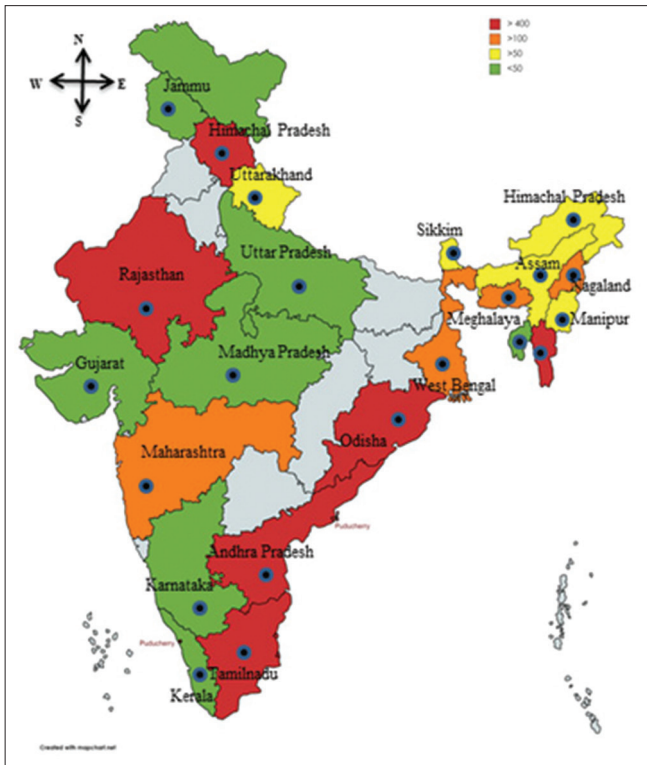 > 400
>100
>50
<50
N
W E
S
Jammu
Himachal Pradesh
Uttarakhand
Himachal Pradesh
Sikkim
Uttar Pradesh
Assam
Rajasthan
Nagaland
Meghalaya
Manipur
Madhya Pradesh
Gujarat
West Bengal
Odisha
Maharashtra
Puducherry
Andhra Pradesh
Karnataka
Puducherry
Tamilnadu
Kerala
Created with mapchart.net